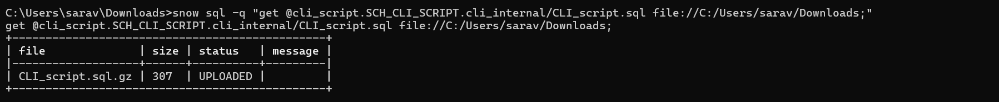 C:\Users\sarav\Downloads>snow sql -q "get @cli_script.SCH_CLI_SCRIPT.cli_internal/CLI_script.sql file://C:/Users/sarav/Downloads;"
get @cli_script.SCH_CLI_SCRIPT.cli_internal/CLI_script.sql file://C:/Users/sarav/Downloads;
+-----------------------------------------------+
| file              | size | status   | message |
|-------------------+------+----------+---------|
| CLI_script.sql.gz | 307  | UPLOADED |         |
+-----------------------------------------------+